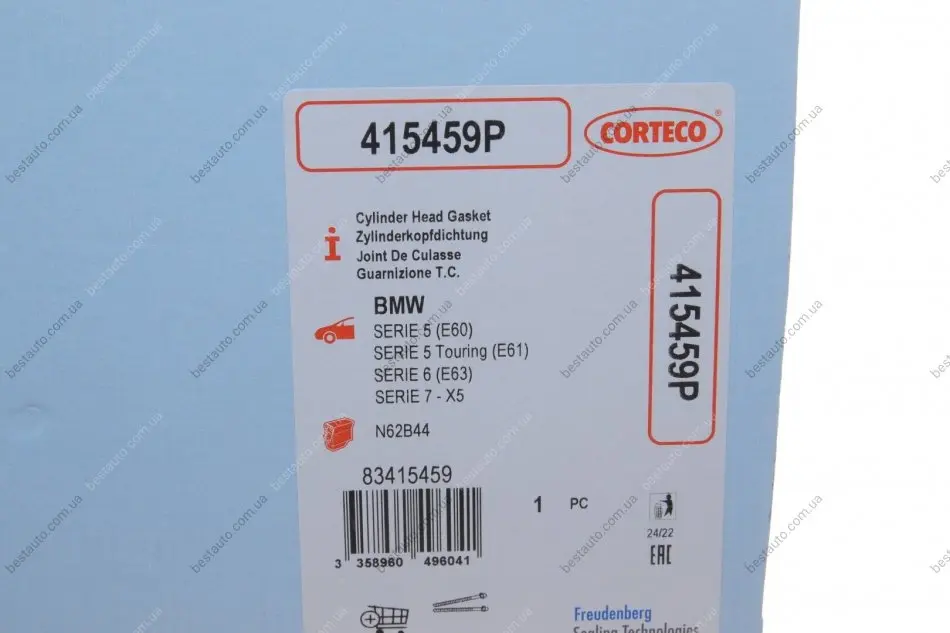 415459P
CORTECO®
Cylinder Head Gasket
Zylinderkopfdichtung
Joint De Culasse
Guarnizione T.C.
BMW
SERIE 5 (E60)
SERIE 5 Touring (E61)
SERIE 6 (E63)
SERIE 7 - X5
N62B44
415459P
83415459
3 358960 496041
1 PC
24/22
EAC
Freudenberg
Sealing Technologies
bestauto.com.ua